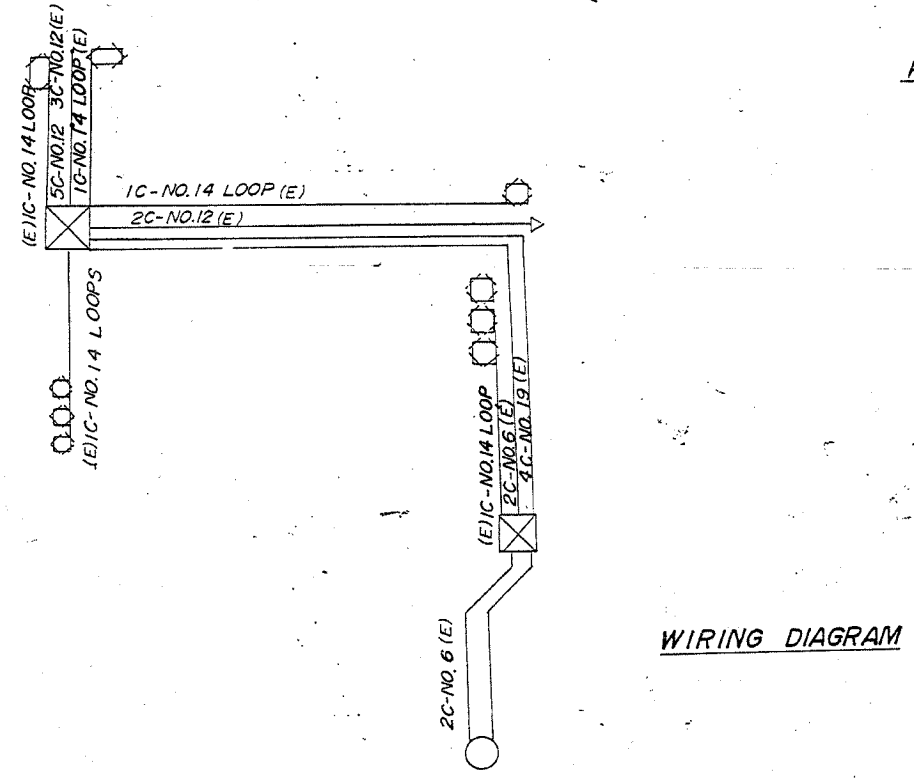 (E)1C-NO.14 LOOP
5C-NO.12 3C-NO.12(E)
1C-NO.14 LOOP(E)
1C-NO.14 LOOP (E)
2C-NO.12 (E)
(E)1C-NO.14 LOOPS
(E)1C-NO.14 LOOP
2C-NO.6 (E)
4C-NO.19 (E)
2C-NO.6 (E)
WIRING DIAGRAM